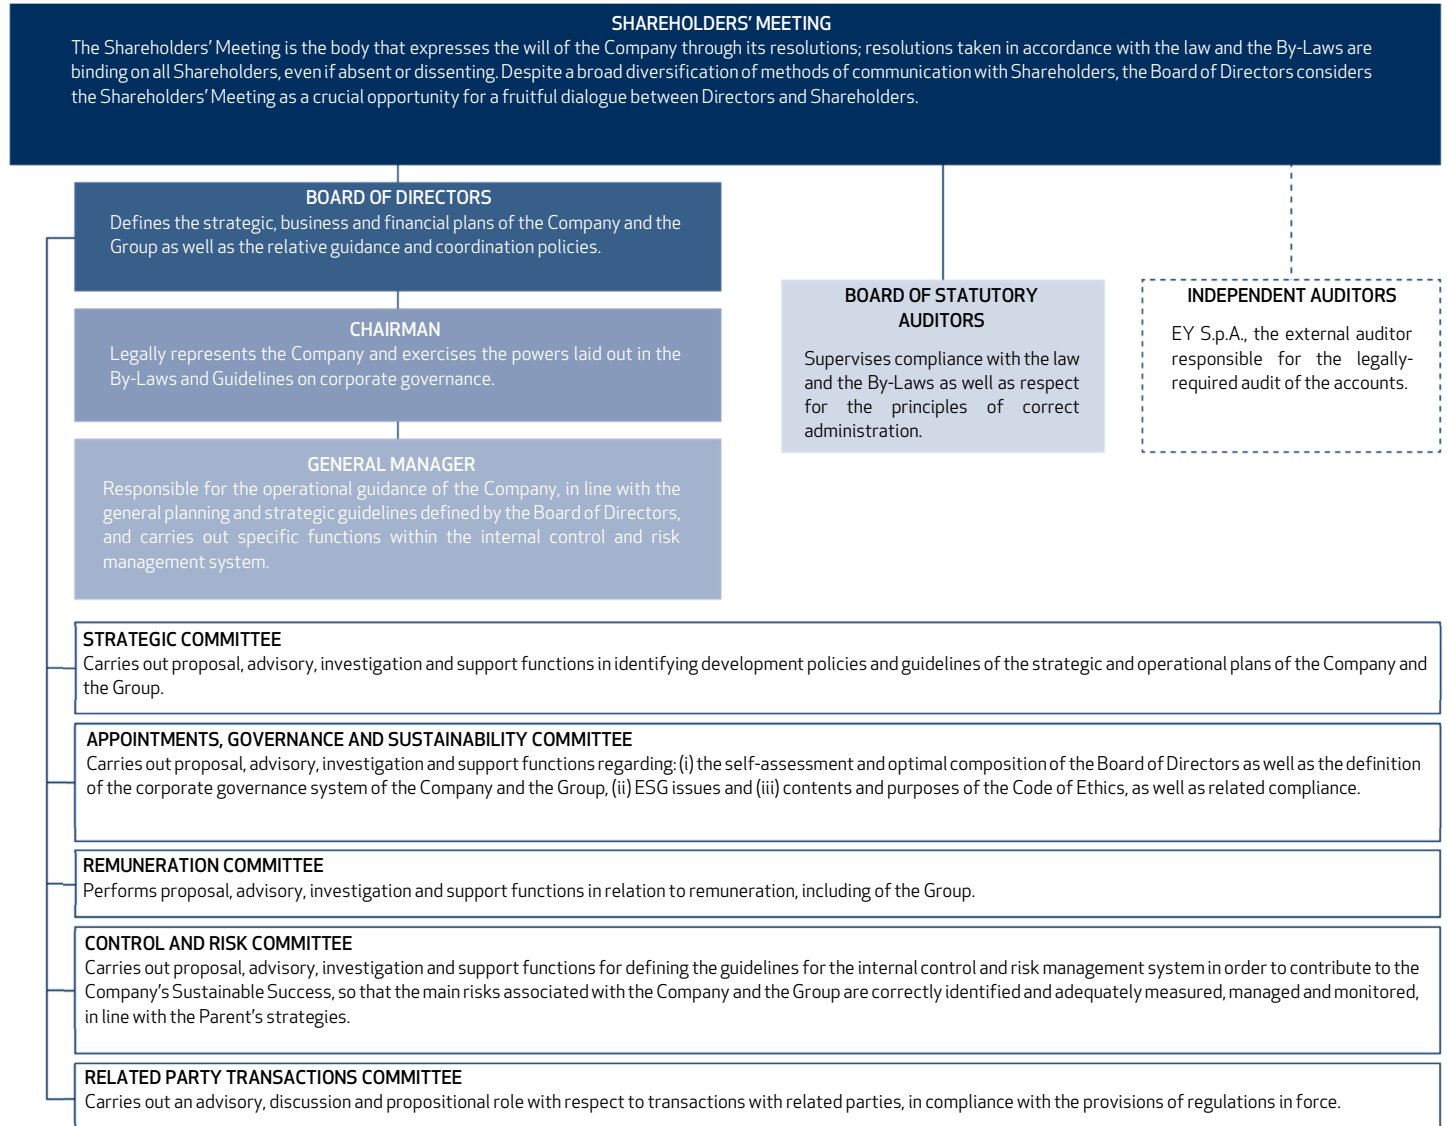 SHAREHOLDERS' MEETING
The Shareholders' Meeting is the body that expresses the will of the Company through its resolutions; resolutions taken in accordance with the law and the By-Laws are
binding on all Shareholders, even if absent or dissenting. Despite a broad diversification of methods of communication with Shareholders, the Board of Directors considers
the Shareholders' Meeting as a crucial opportunity for a fruitful dialogue between Directors and Shareholders.
BOARD OF DIRECTORS
Defines the strategic, business and financial plans of the Company and the
Group as well as the relative guidance and coordination policies.
CHAIRMAN
Legally represents the Company and exercises the powers laid out in the
By-Laws and Guidelines on corporate governance.
GENERAL MANAGER
Responsible for the operational guidance of the Company, in line with the
general planning and strategic guidelines defined by the Board of Directors,
and carries out specific functions within the internal control and risk
management system.
BOARD OF STATUTORY
AUDITORS
Supervises compliance with the law
and the By-Laws as well as respect
for the principles of correct
administration.
INDEPENDENT AUDITORS
EY S.p.A., the external auditor
responsible for the legally-
required audit of the accounts.
STRATEGIC COMMITTEE
Carries out proposal, advisory, investigation and support functions in identifying development policies and guidelines of the strategic and operational plans of the Company and
the Group.
APPOINTMENTS, GOVERNANCE AND SUSTAINABILITY COMMITTEE
Carries out proposal, advisory, investigation and support functions regarding: (i) the self-assessment and optimal composition of the Board of Directors as well as the definition
of the corporate governance system of the Company and the Group, (ii) ESG issues and (iii) contents and purposes of the Code of Ethics, as well as related compliance.
REMUNERATION COMMITTEE
Performs proposal, advisory, investigation and support functions in relation to remuneration, including of the Group.
CONTROL AND RISK COMMITTEE
Carries out proposal, advisory, investigation and support functions for defining the guidelines for the internal control and risk management system in order to contribute to the
Company's Sustainable Success, so that the main risks associated with the Company and the Group are correctly identified and adequately measured, managed and monitored,
in line with the Parent's strategies.
RELATED PARTY TRANSACTIONS COMMITTEE
Carries out an advisory, discussion and propositional role with respect to transactions with related parties, in compliance with the provisions of regulations in force.